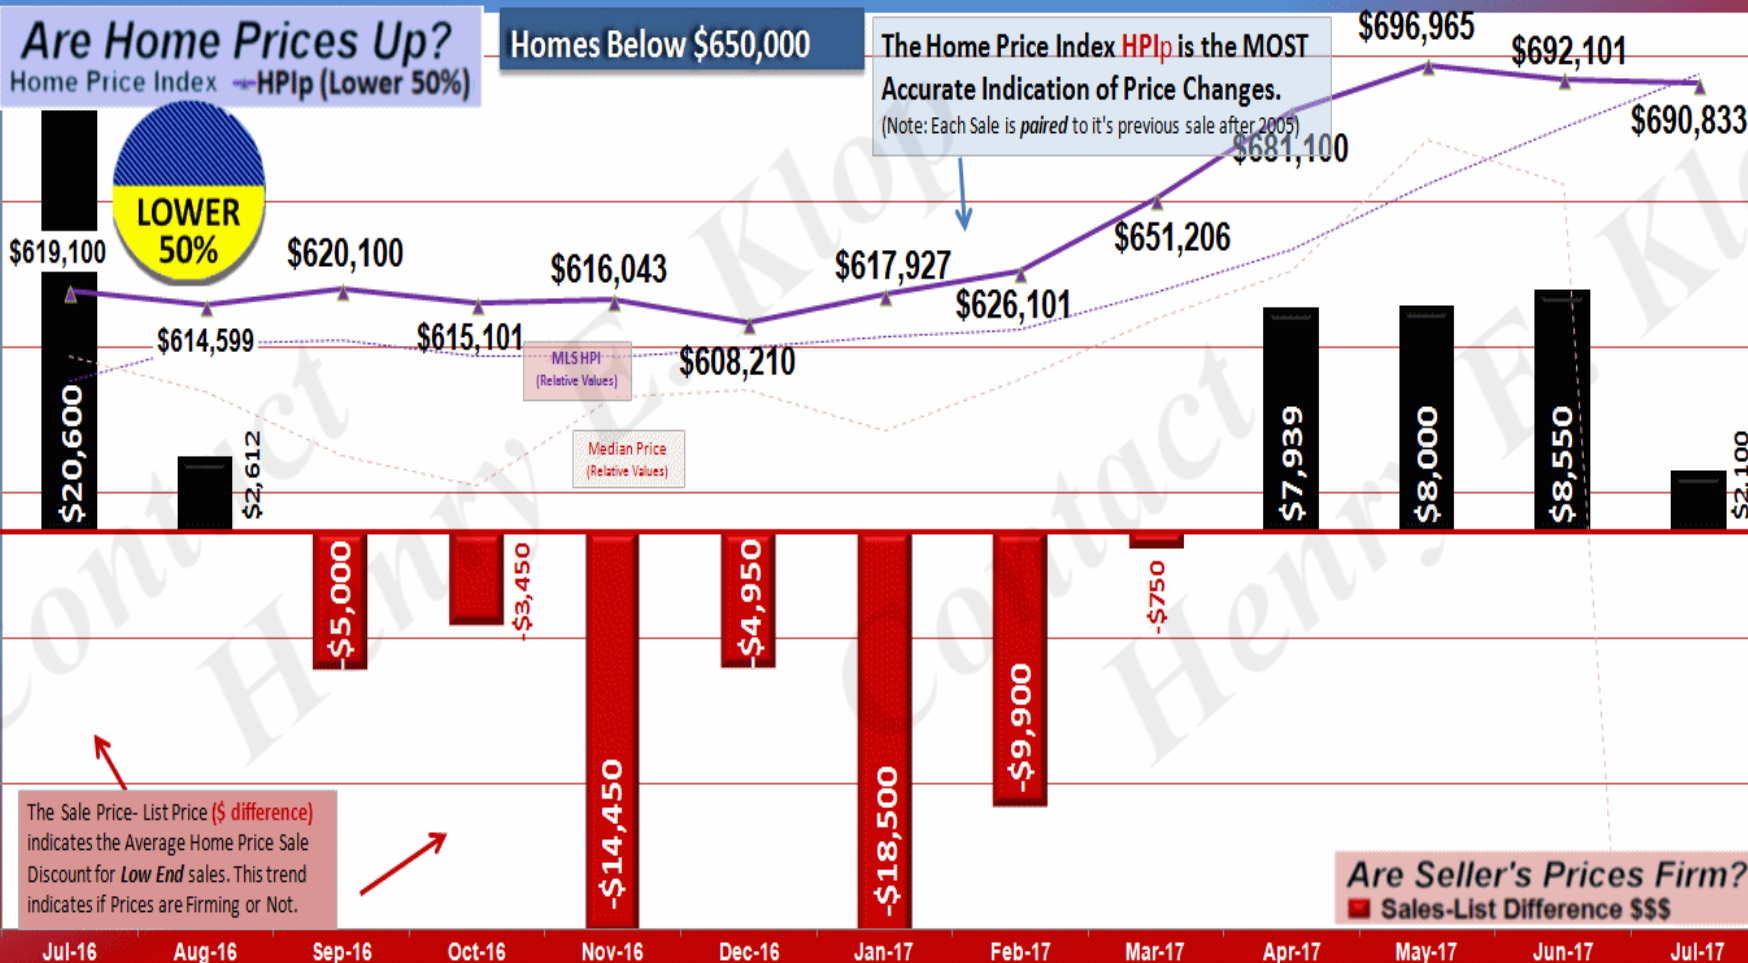 Are Home Prices Up?
Home Price Index HPIp (Lower 50%)
Homes Below $650,000
The Home Price Index HPIp is the MOST
Accurate Indication of Price Changes.
(Note: Each Sale is paired to it's previous sale after 2005)
LOWER
50%
$619,100
$614,599
$620,100
$615,101
$616,043
$608,210
$617,927
$626,101
$651,206
$681,100
$696,965
$692,101
$690,833
MLS HPI
(Relative Values)
Median Price
(Relative Values)
$20,600
$2,612
-$5,000
-$3,450
-$14,450
-$4,950
-$18,500
-$9,900
-$750
$7,939
$8,000
$8,550
$2,100
Contact
Henry E. Klop
Contact
Henry E. Klo
The Sale Price- List Price ($ difference)
indicates the Average Home Price Sale
Discount for Low End sales. This trend
indicates if Prices are Firming or Not.
Are Seller's Prices Firm?
Sales-List Difference $$$
Jul-16 Aug-16 Sep-16 Oct-16 Nov-16 Dec-16 Jan-17 Feb-17 Mar-17 Apr-17 May-17 Jun-17 Jul-17